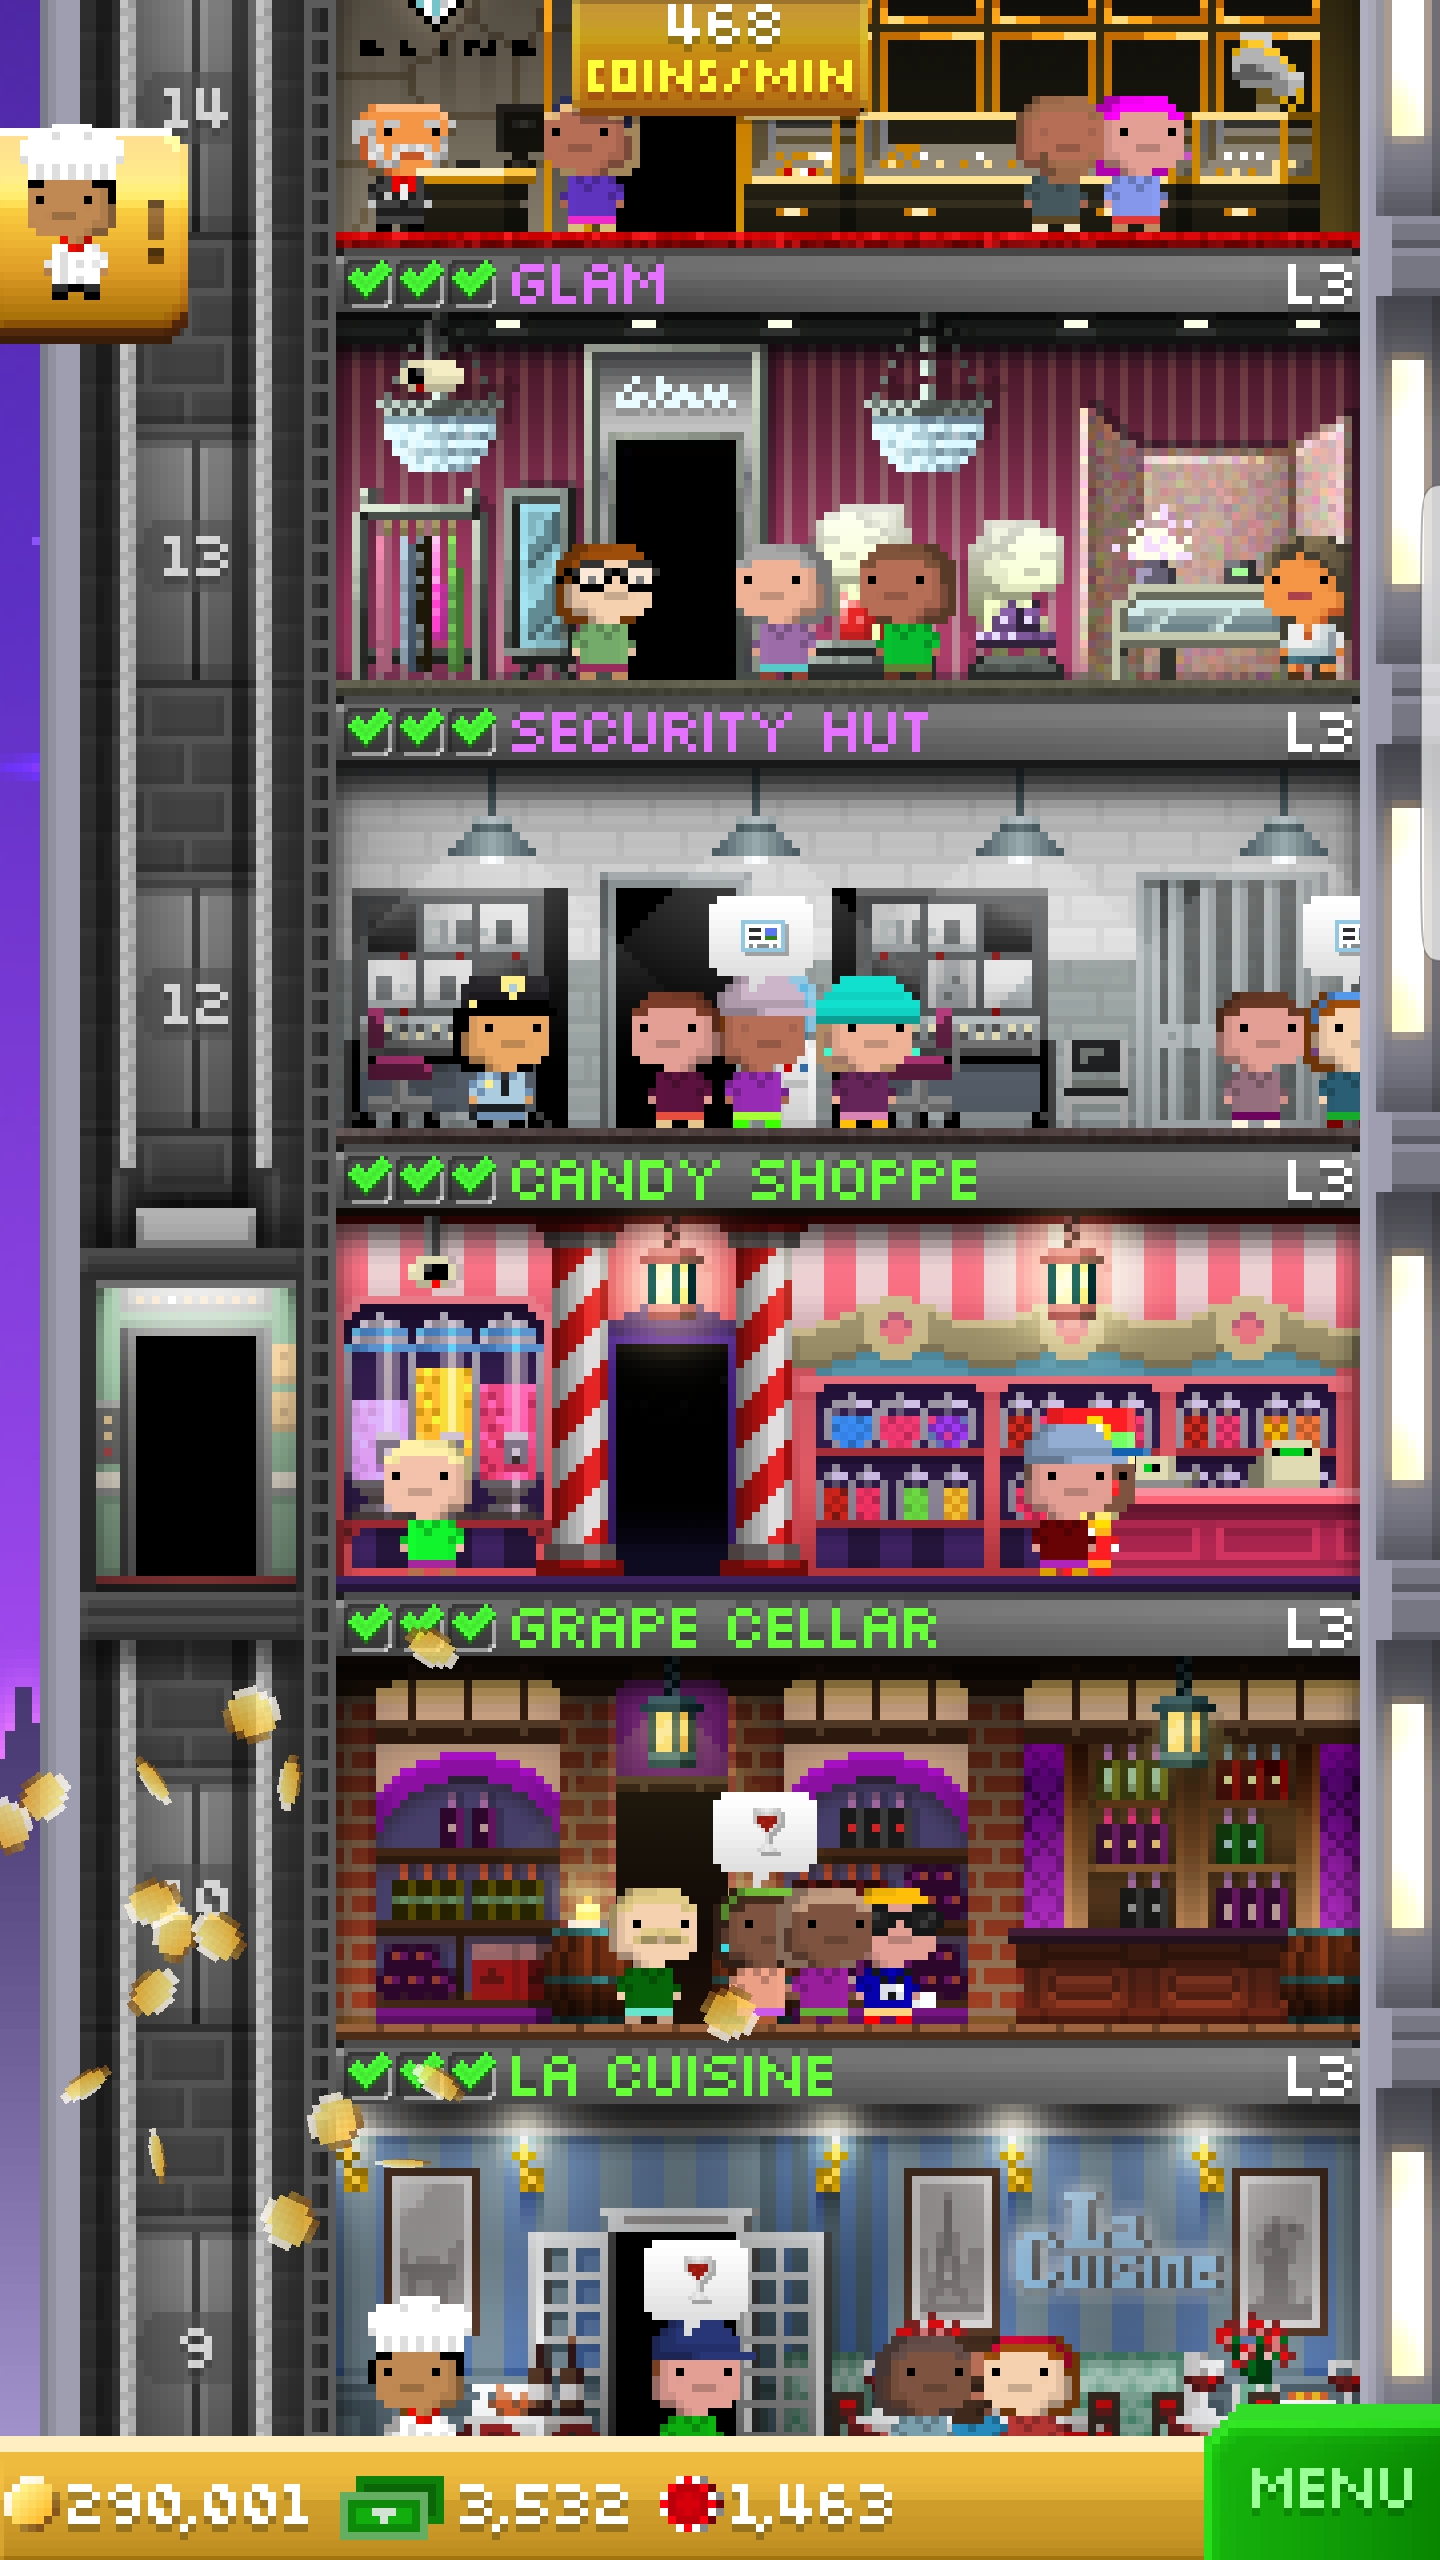 BLING
468
COINS/MIN
14
GLAM
L3
Glam
13
SECURITY HUT
L3
12
CANDY SHOPPE
L3
GRAPE CELLAR
L3
LA CUISINE
L3
La
Cuisine
9
290,001
3,532
1,463
MENU